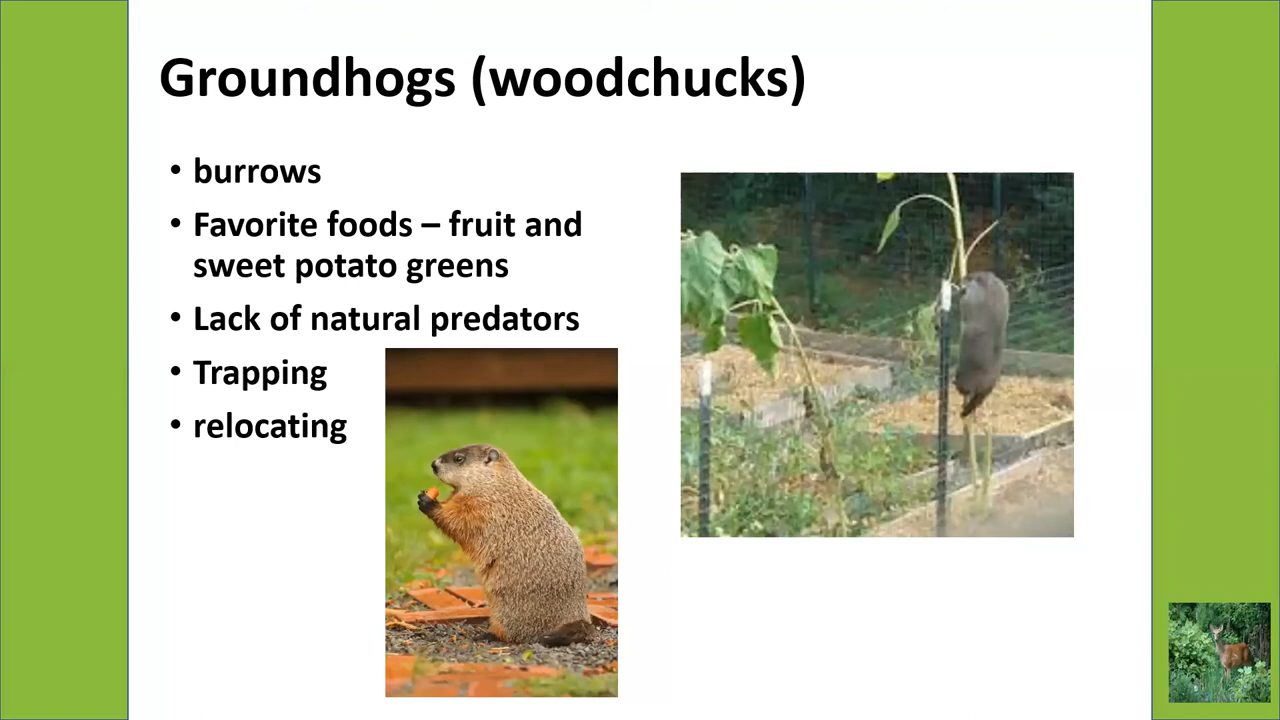 Groundhogs (woodchucks)
• burrows
• Favorite foods – fruit and
sweet potato greens
• Lack of natural predators
• Trapping
• relocating